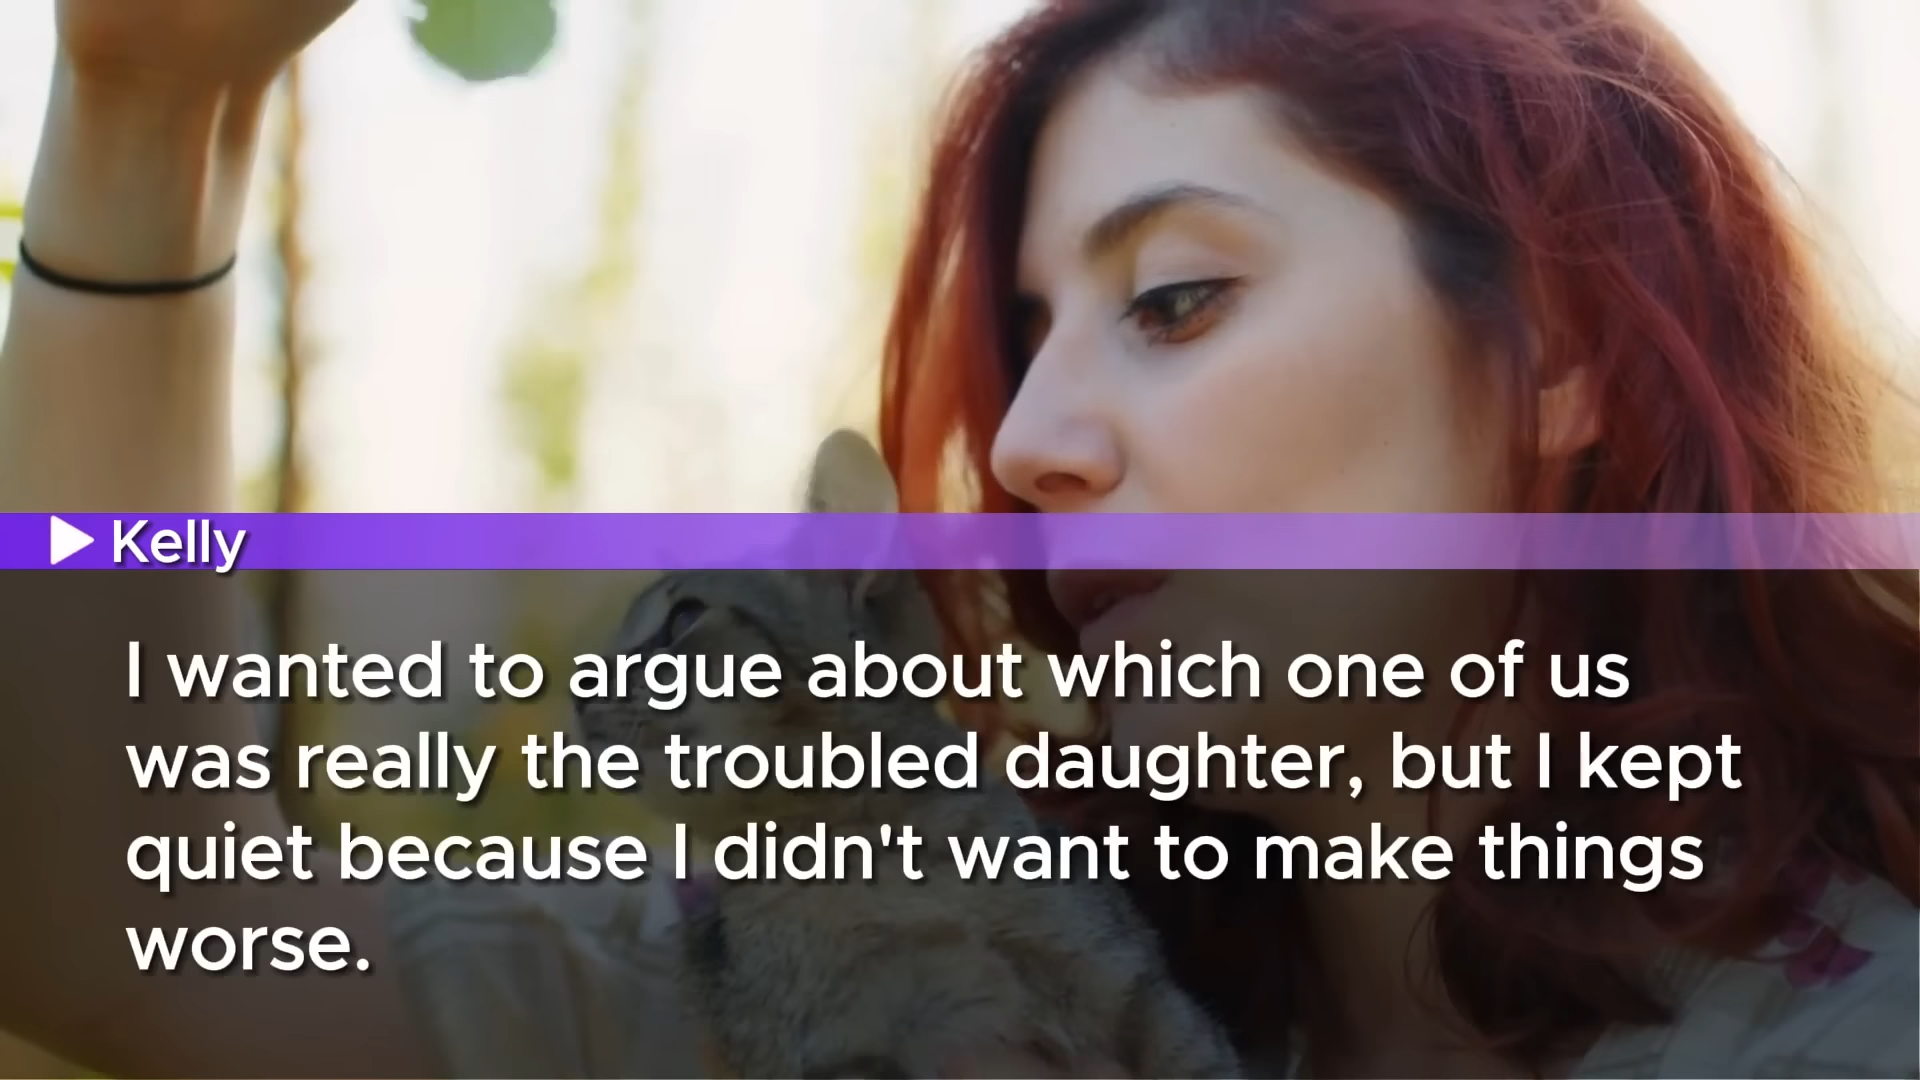 Kelly
I wanted to argue about which one of us
was really the troubled daughter, but I kept
quiet because I didn't want to make things
worse.